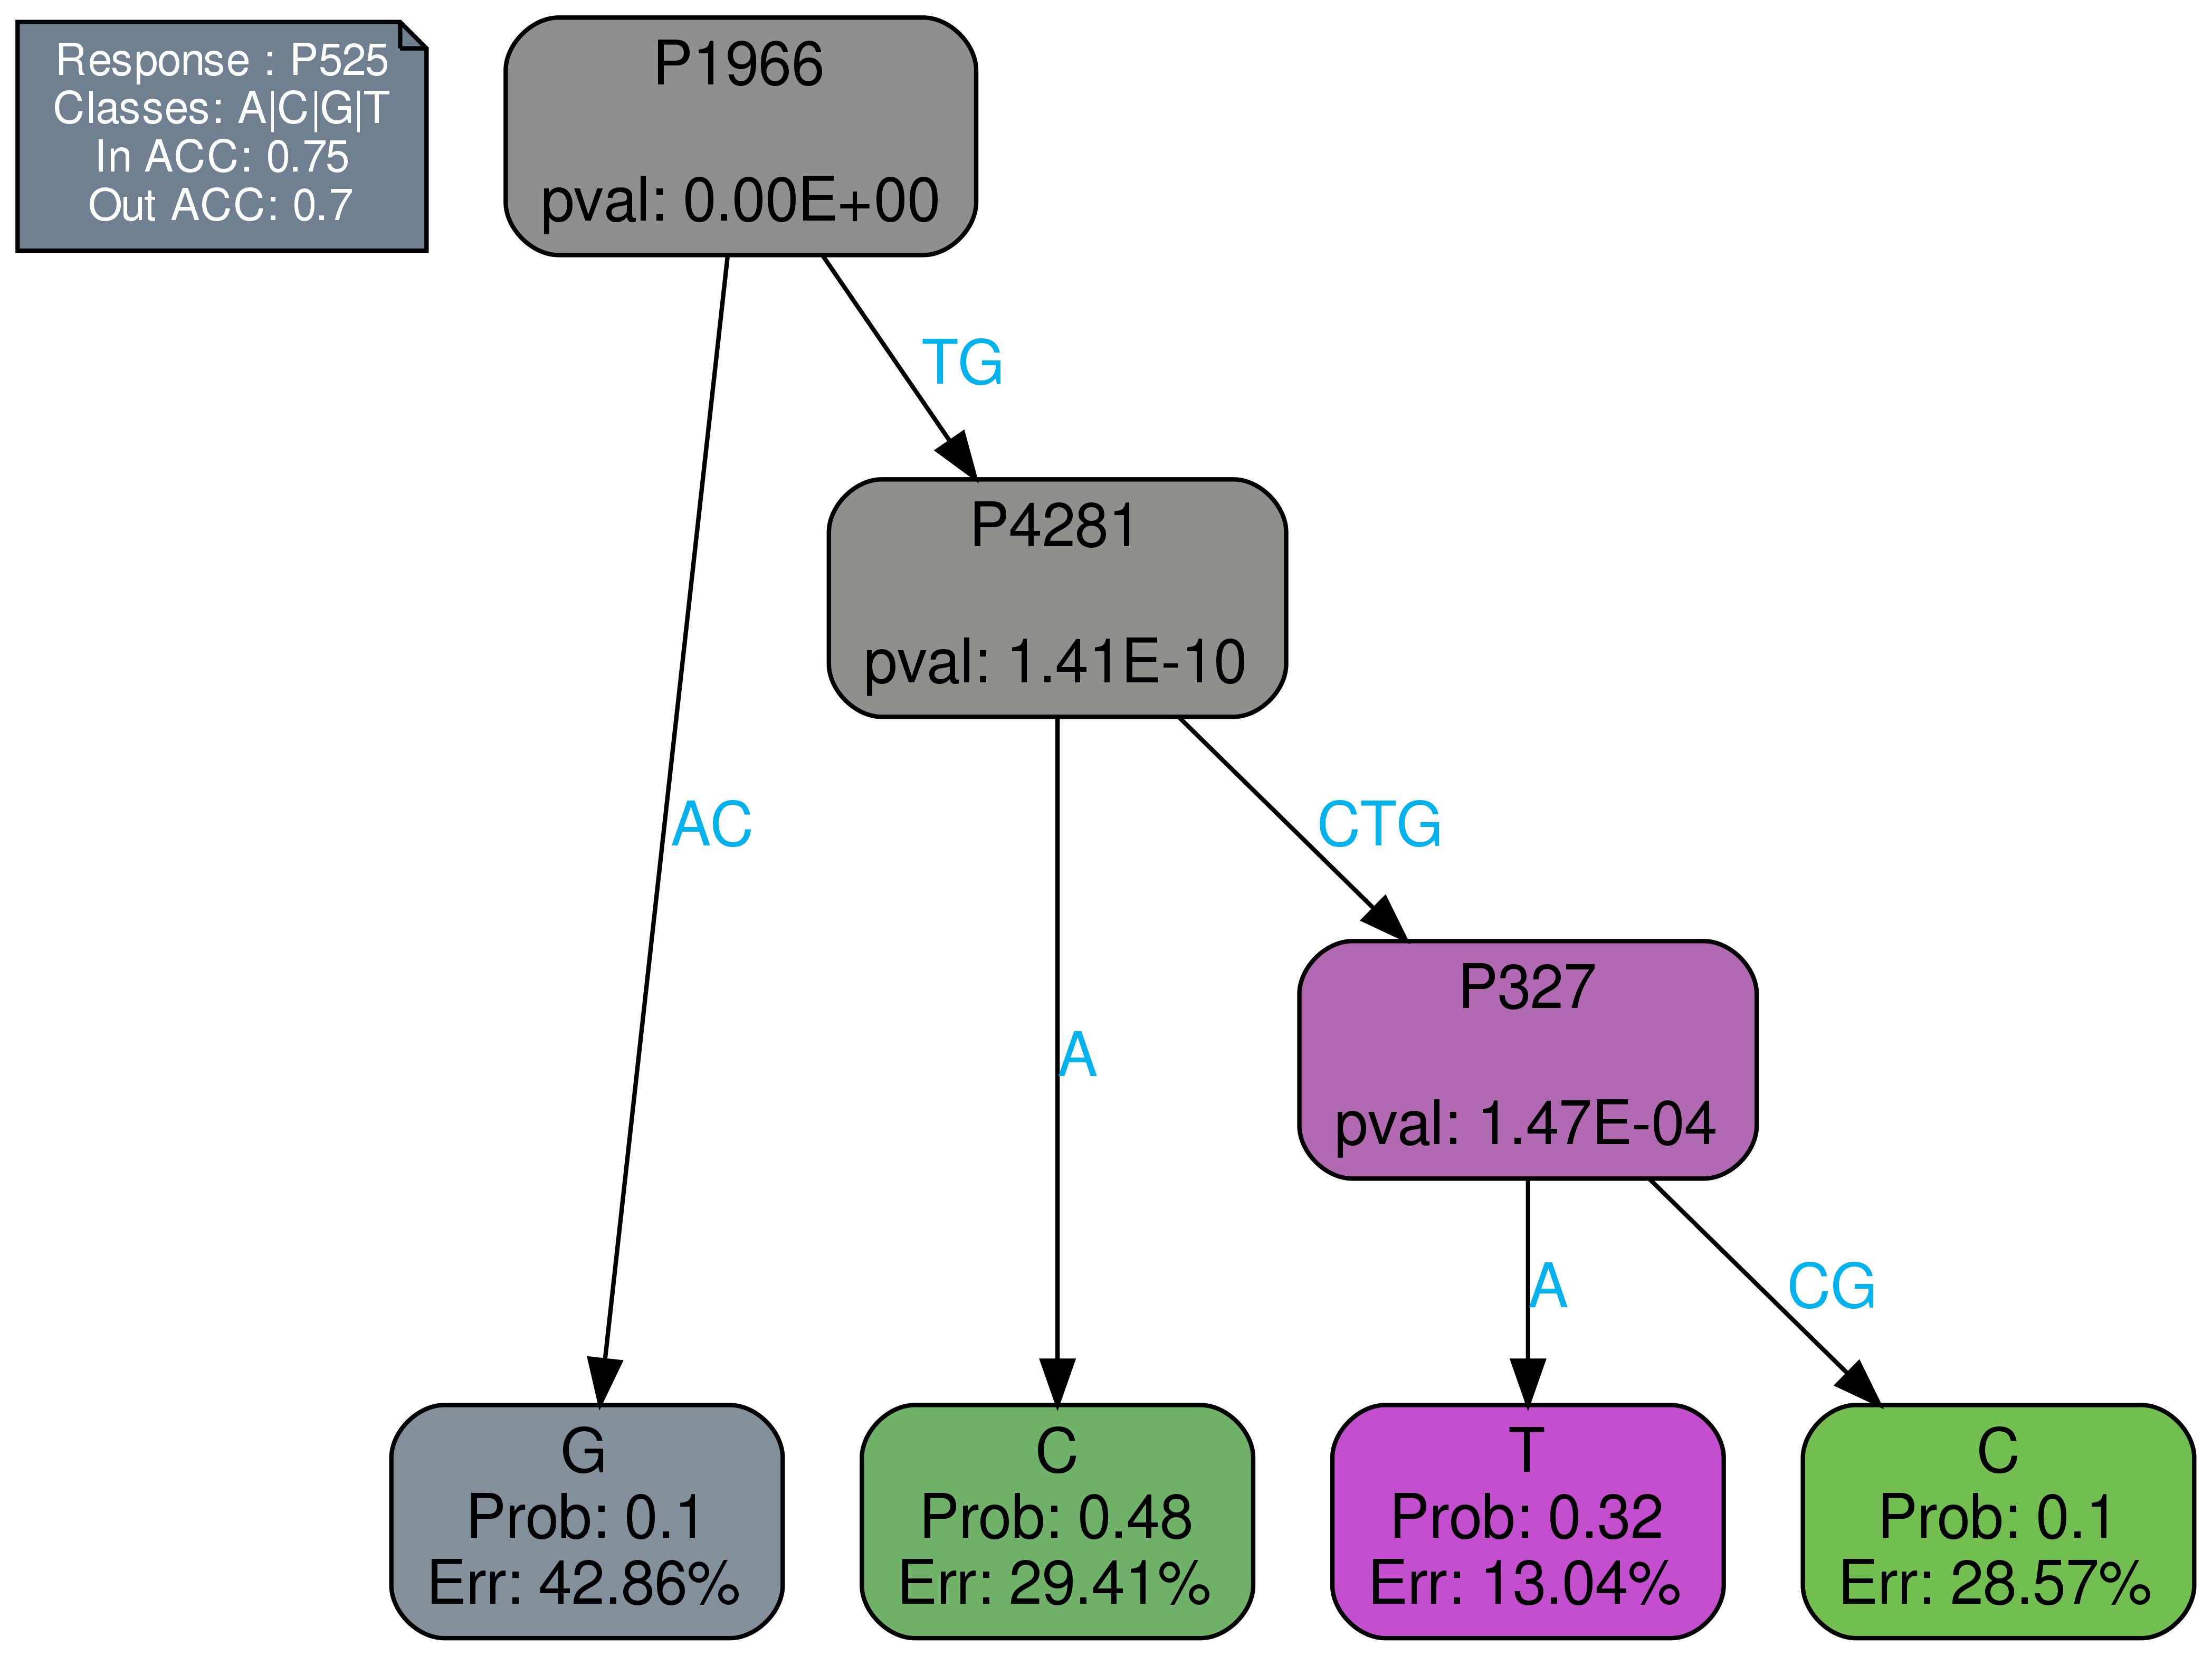 Response : P525
Classes: A|C|G|T
In ACC: 0.75
Out ACC: 0.7
P1966
pval: 0.00E+00
TG
P4281
pval: 1.41E-10
AC
CTG
P327
pval: 1.47E-04
A
A
CG
G
Prob: 0.1
Err: 42.86%
C
Prob: 0.48
Err: 29.41%
T
Prob: 0.32
Err: 13.04%
C
Prob: 0.1
Err: 28.57%